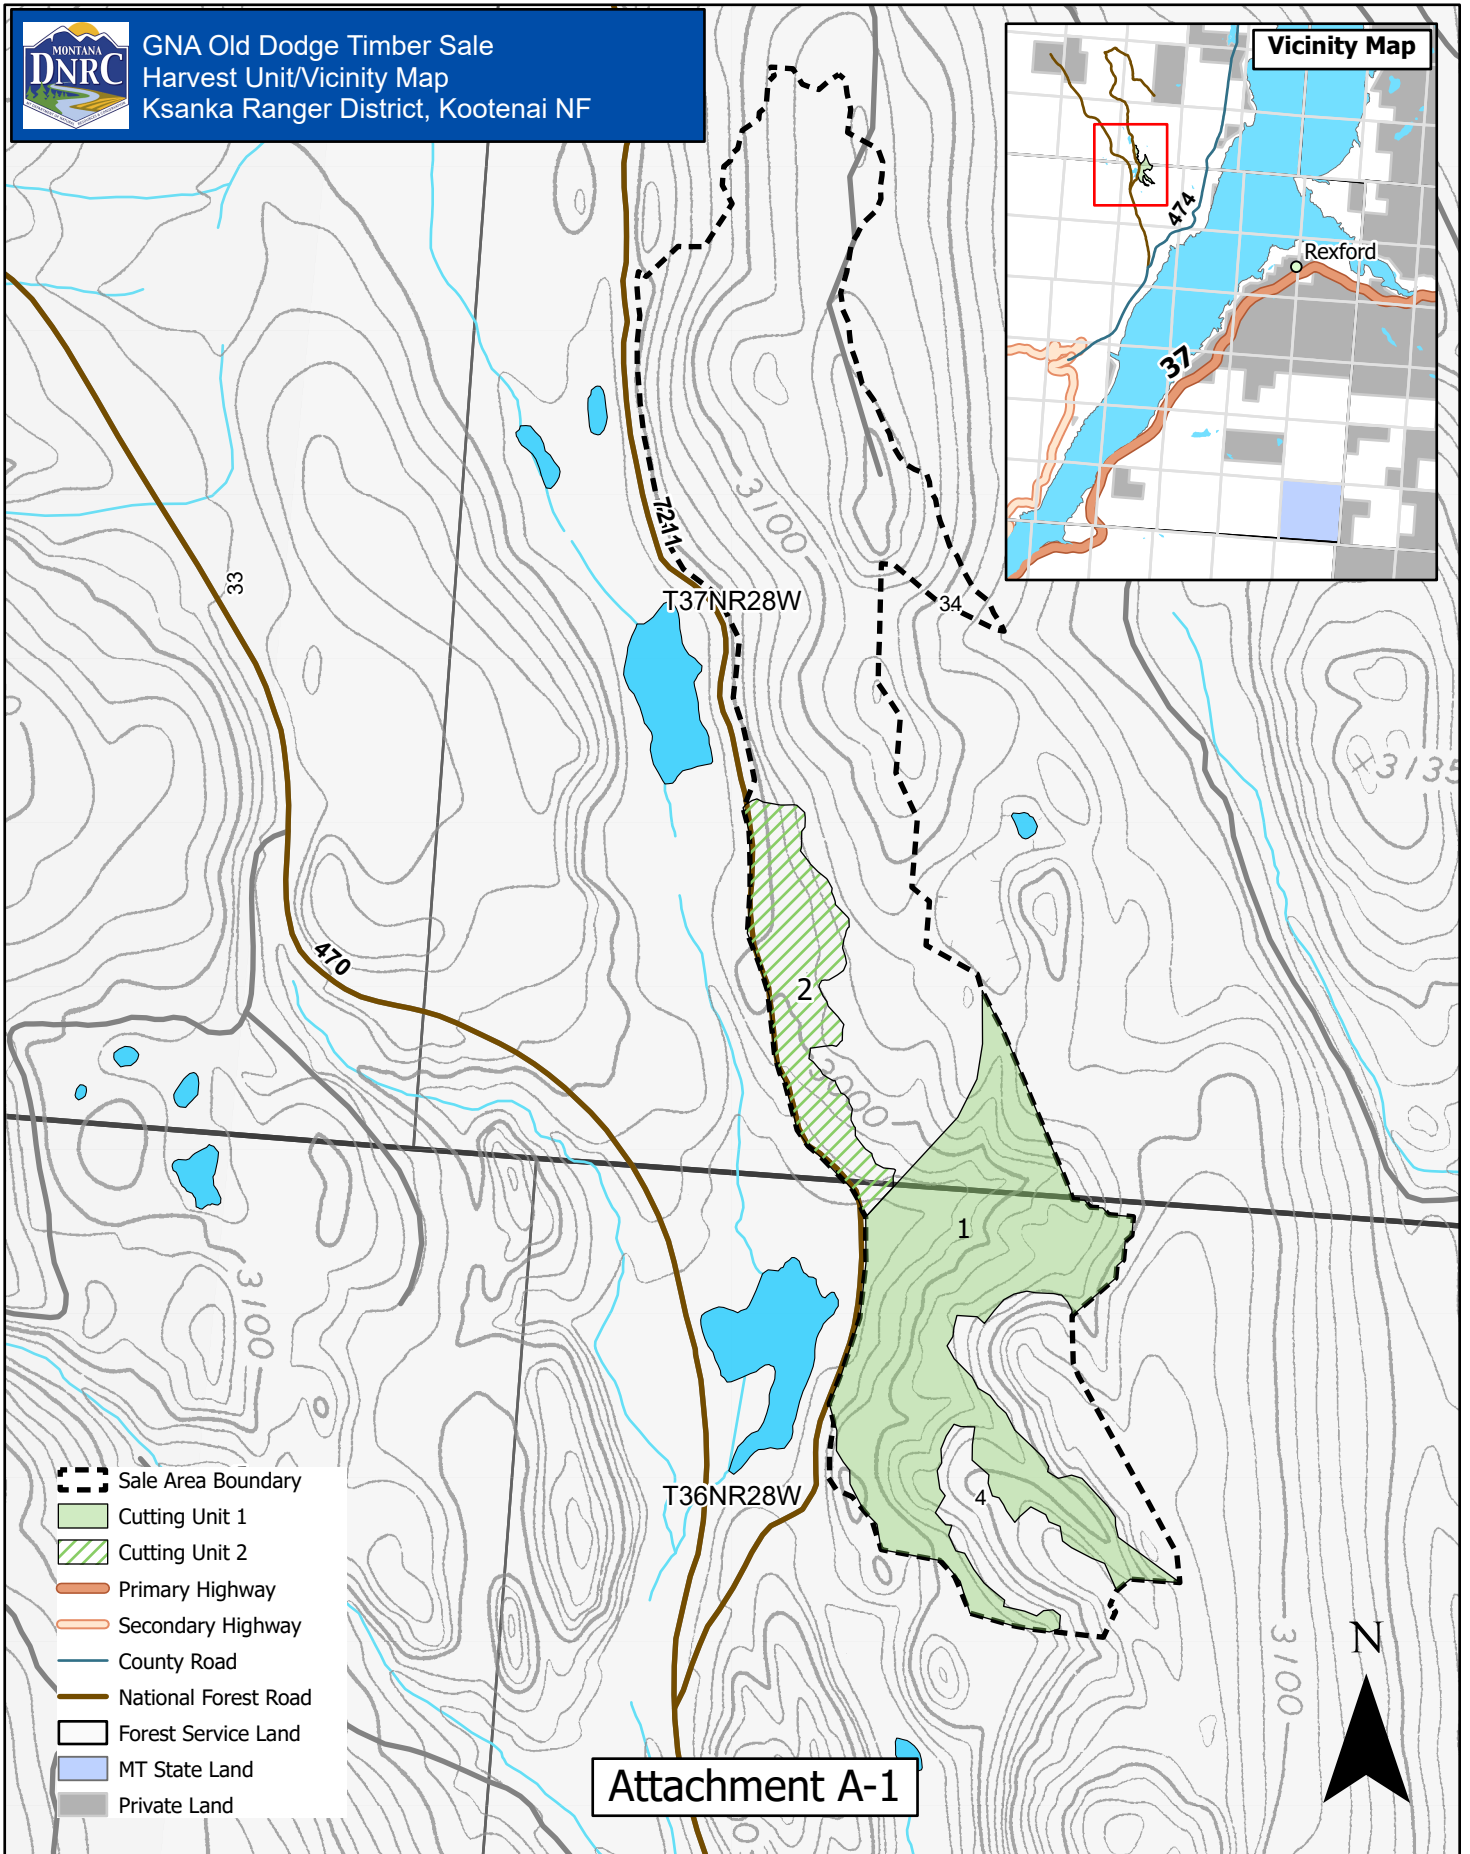 MONTANA
DNRC
GNA Old Dodge Timber Sale
Harvest Unit/Vicinity Map
Ksanka Ranger District, Kootenai NF
Vicinity Map
474
Rexford
37
7211
3100
33
T37NR28W
34
3135
470
2
3000
1
3100
T36NR28W
4
3100
Sale Area Boundary
Cutting Unit 1
Cutting Unit 2
Primary Highway
Secondary Highway
County Road
National Forest Road
Forest Service Land
MT State Land
Private Land
N
Attachment A-1